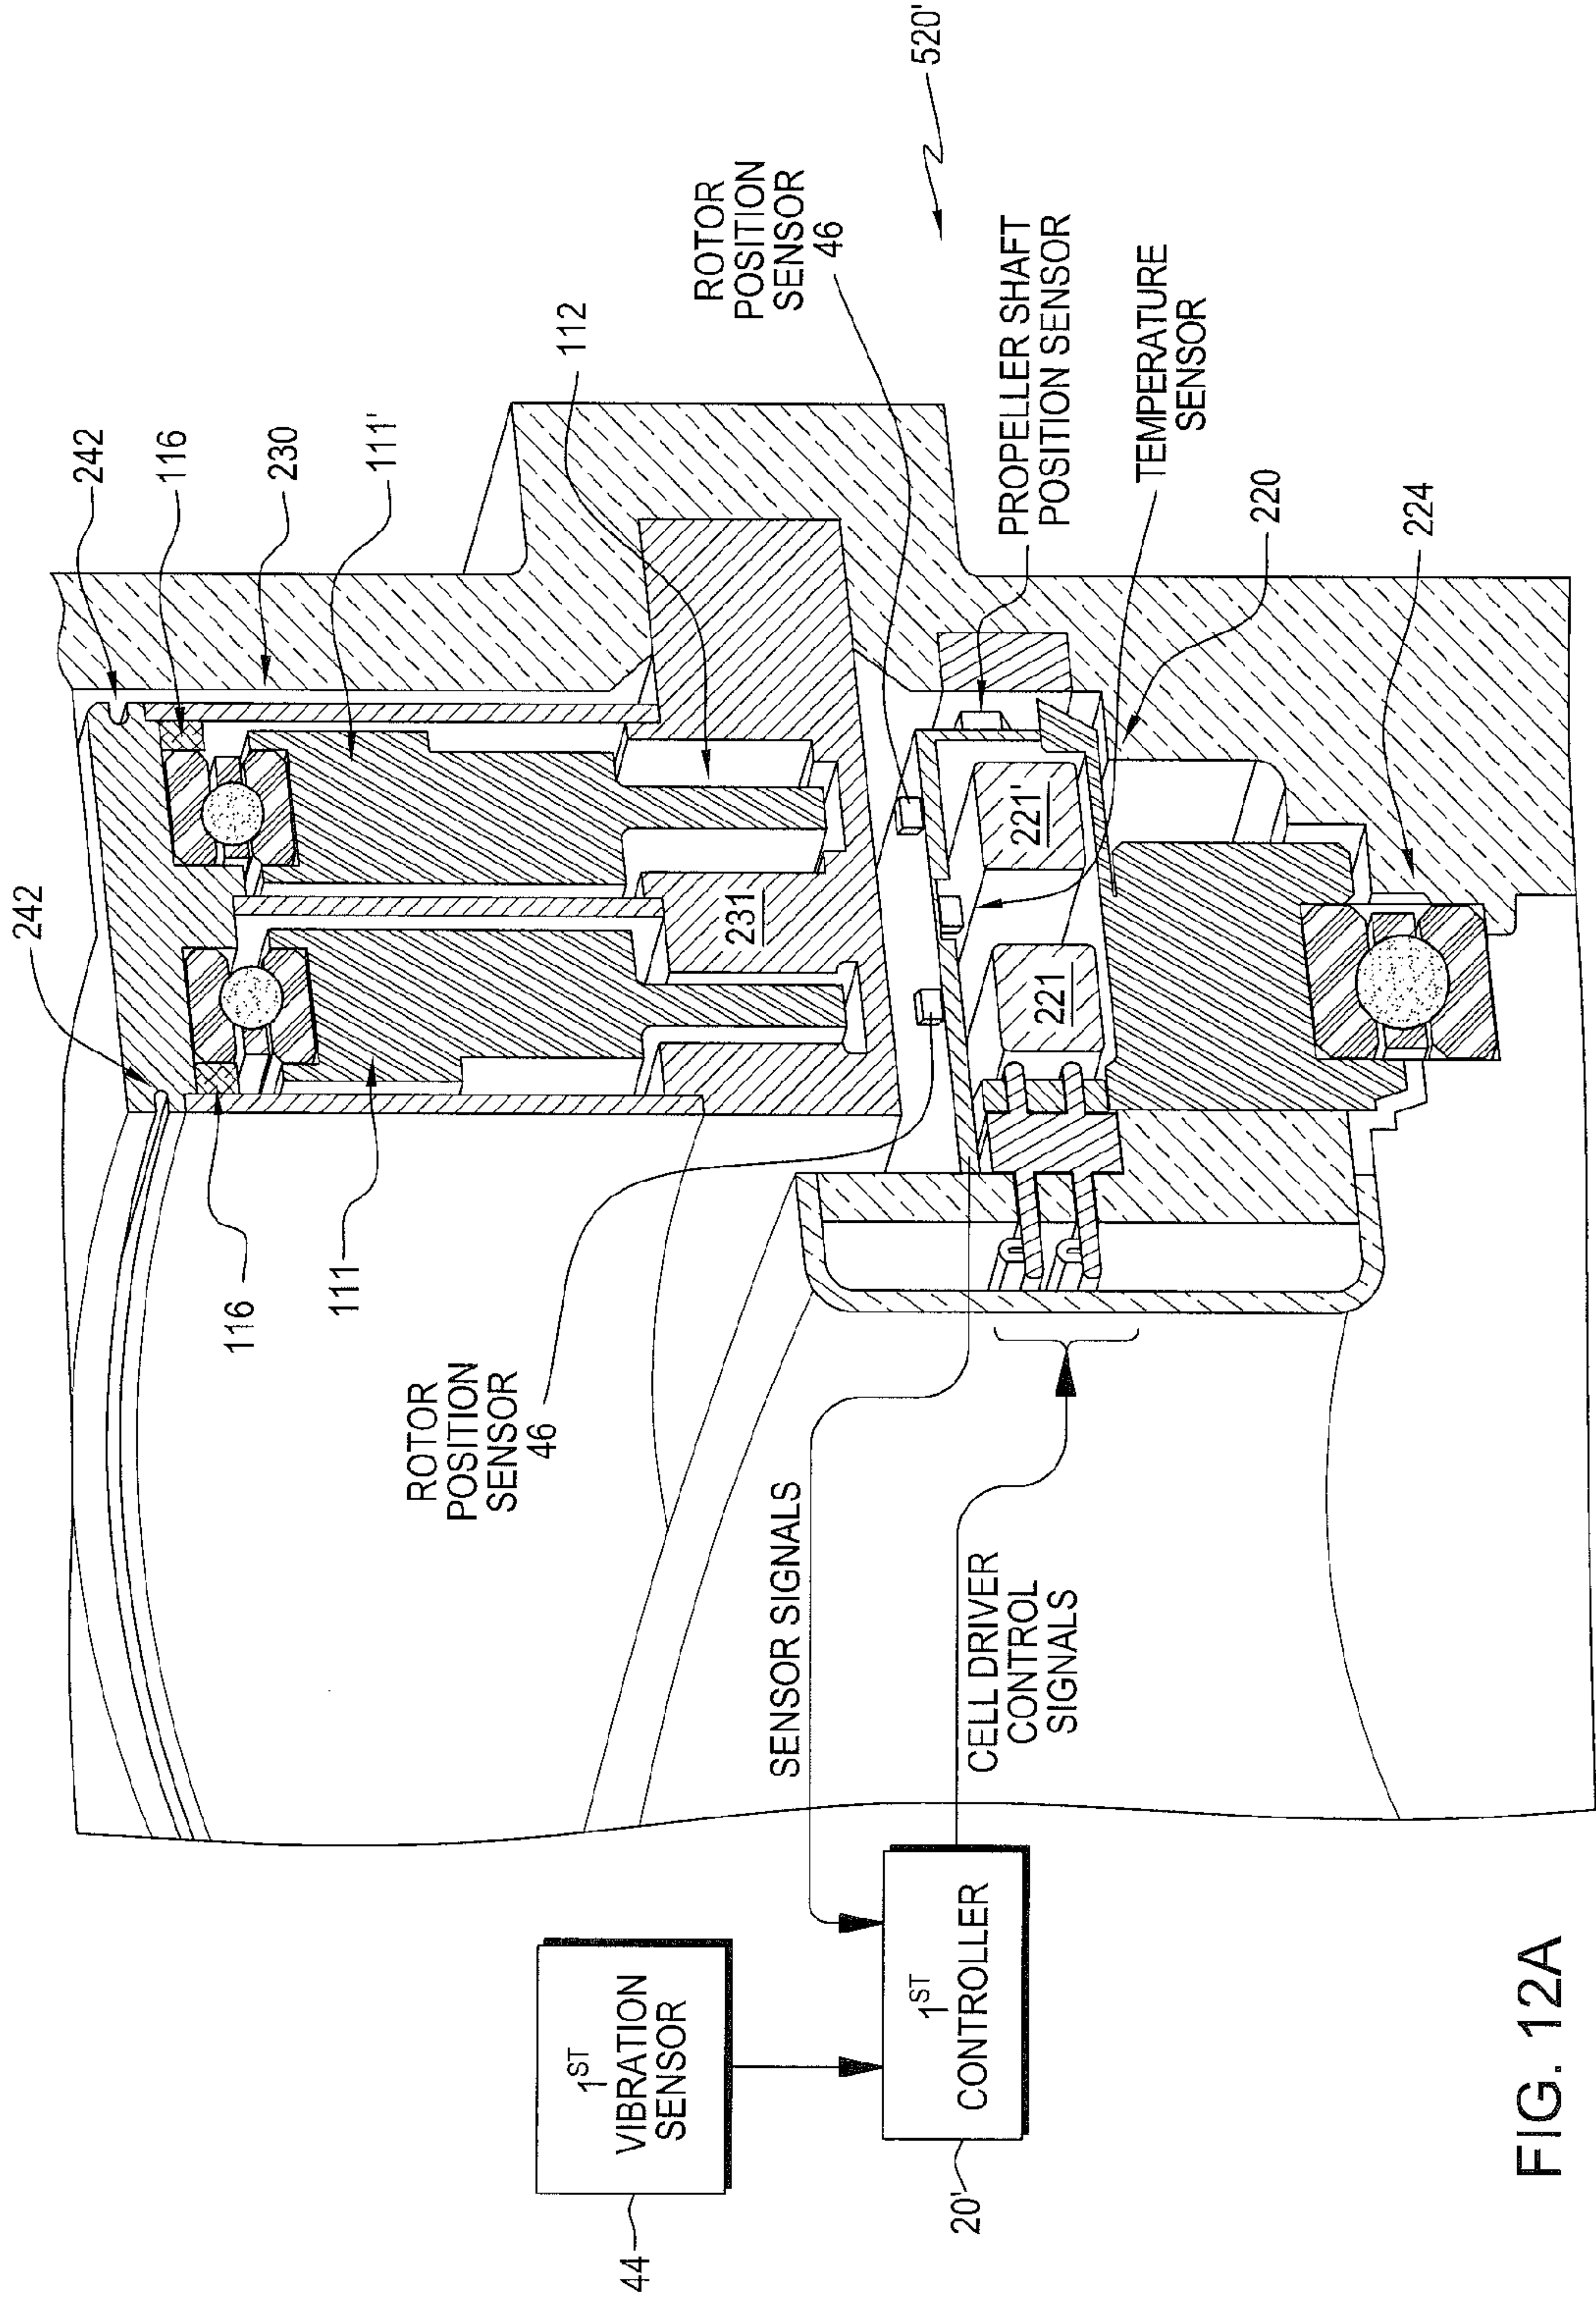 242
242
116
230
111'
116
111
112
ROTOR
POSITION
SENSOR
46
ROTOR
POSITION
SENSOR
46
231
520'
PROPELLER SHAFT
POSITION SENSOR
TEMPERATURE
SENSOR
221
221'
220
224
SENSOR SIGNALS
CELL DRIVER
CONTROL
SIGNALS
1ST
VIBRATION
SENSOR
44
1ST
CONTROLLER
20'
FIG. 12A